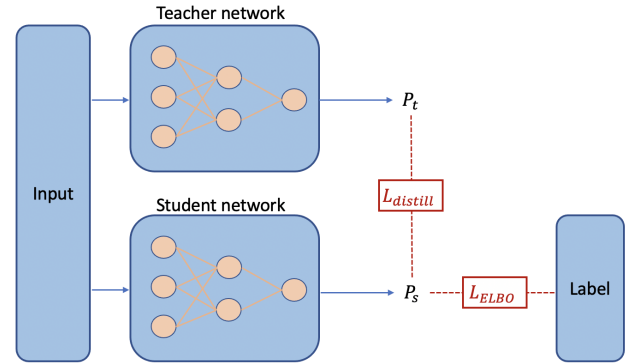 Teacher network
P_t
Input
L_distill
Student network
P_s
L_ELBO
Label